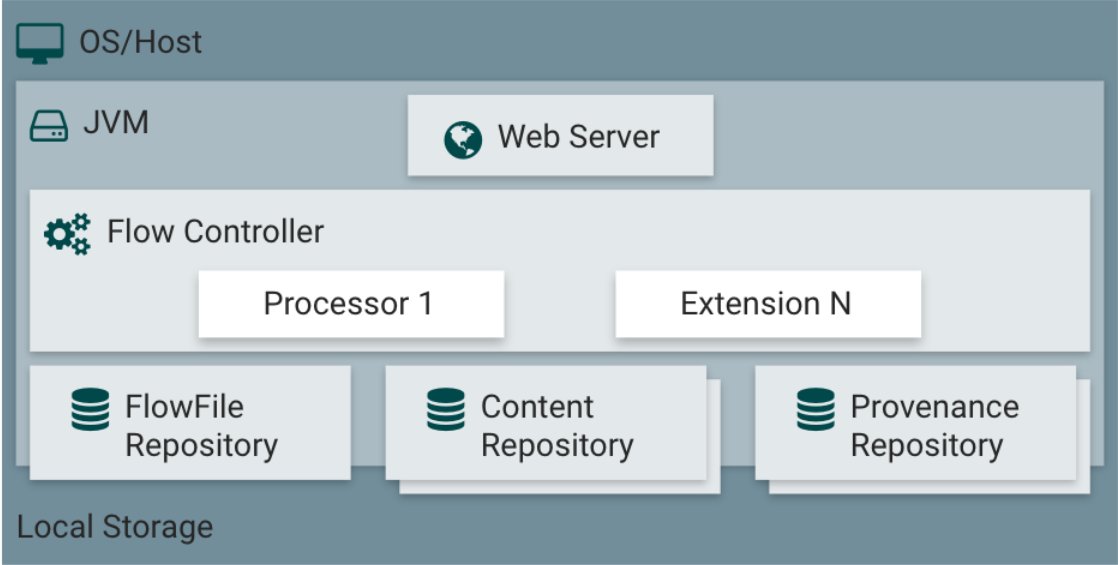 OS/Host
JVM
Web Server
Flow Controller
Processor 1
Extension N
FlowFile
Repository
Content
Repository
Provenance
Repository
Local Storage